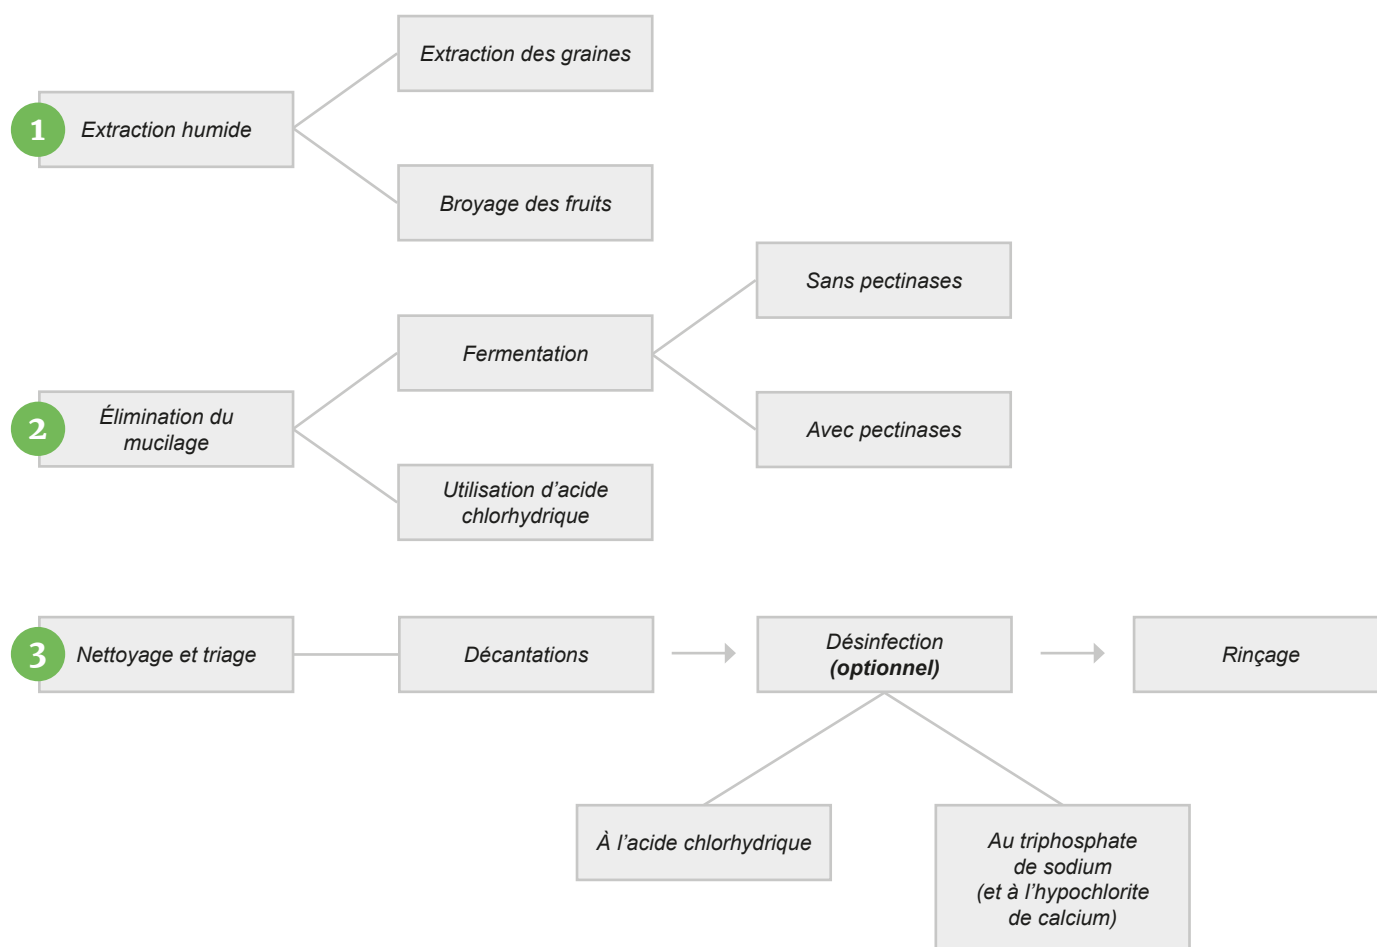 Extraction des graines
1
Extraction humide
Broyage des fruits
Sans pectinases
Fermentation
2
Élimination du
mucilage
Avec pectinases
Utilisation d’acide
chlorhydrique
3
Nettoyage et triage
Décantations
Désinfection
(optionnel)
Rinçage
À l’acide chlorhydrique
Au triphosphate
de sodium
(et à l’hypochlorite
de calcium)